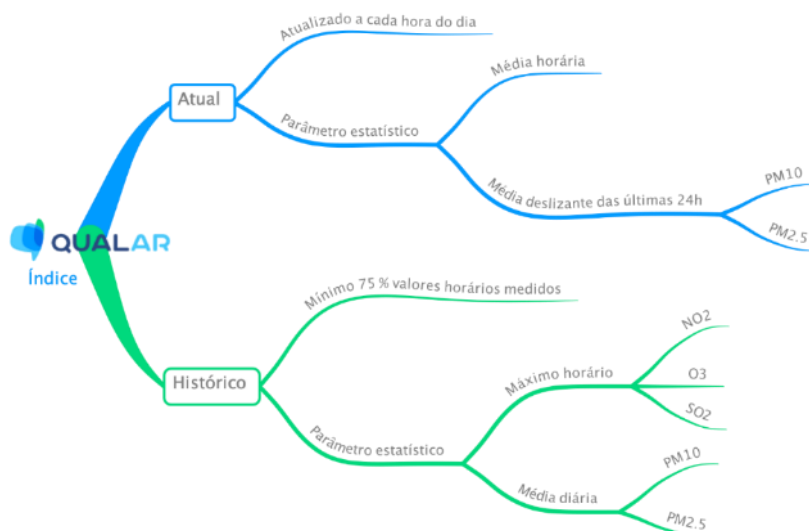 Atualizado a cada hora do dia
Média horária
Atual
Parâmetro estatístico
PM10
Média deslizante das últimas 24h
PM2.5
QUALAR
Índice
Mínimo 75 % valores horários medidos
NO2
Máximo horário
O3
Histórico
SO2
Parâmetro estatístico
PM10
Média diária
PM2.5